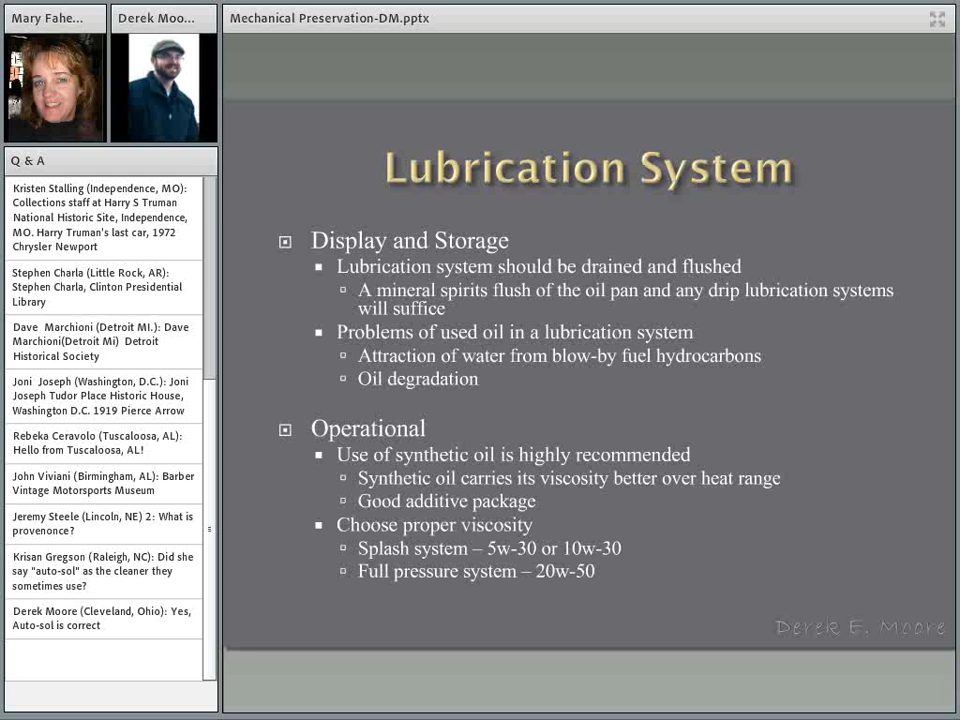 Mary Fahe...
Derek Moo...
Mechanical Preservation-DM.pptx
Q & A
Kristen Stalling (Independence, MO):
Collections staff at Harry S Truman
National Historic Site, Independence,
MO. Harry Truman's last car, 1972
Chrysler Newport
Stephen Charla (Little Rock, AR):
Stephen Charla, Clinton Presidential
Library
Dave  Marchioni (Detroit MI.): Dave
Marchioni(Detroit Mi)  Detroit
Historical Society
Joni  Joseph (Washington, D.C.): Joni
Joseph Tudor Place Historic House,
Washington D.C. 1919 Pierce Arrow
Rebeka Ceravolo (Tuscaloosa, AL):
Hello from Tuscaloosa, AL!
John Viviani (Birmingham, AL): Barber
Vintage Motorsports Museum
Jeremy Steele (Lincoln, NE) 2: What is
provenonce?
Krisan Gregson (Raleigh, NC): Did she
say "auto-sol" as the cleaner they
sometimes use?
Derek Moore (Cleveland, Ohio): Yes,
Auto-sol is correct
Lubrication System
Display and Storage
Lubrication system should be drained and flushed
A mineral spirits flush of the oil pan and any drip lubrication systems
will suffice
Problems of used oil in a lubrication system
Attraction of water from blow-by fuel hydrocarbons
Oil degradation
Operational
Use of synthetic oil is highly recommended
Synthetic oil carries its viscosity better over heat range
Good additive package
Choose proper viscosity
Splash system – 5w-30 or 10w-30
Full pressure system – 20w-50
Derek E. Moore